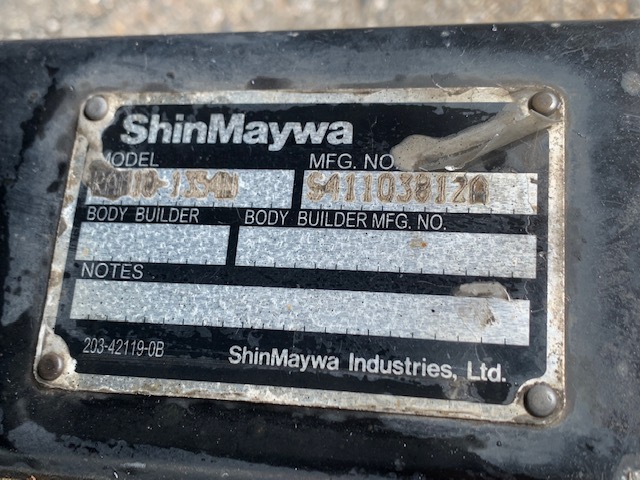 ShinMaywa
MODEL MFG. NO.
S41103812A
BODY BUILDER BODY BUILDER MFG. NO.
NOTES
203-42119-0B ShinMaywa Industries, Ltd.